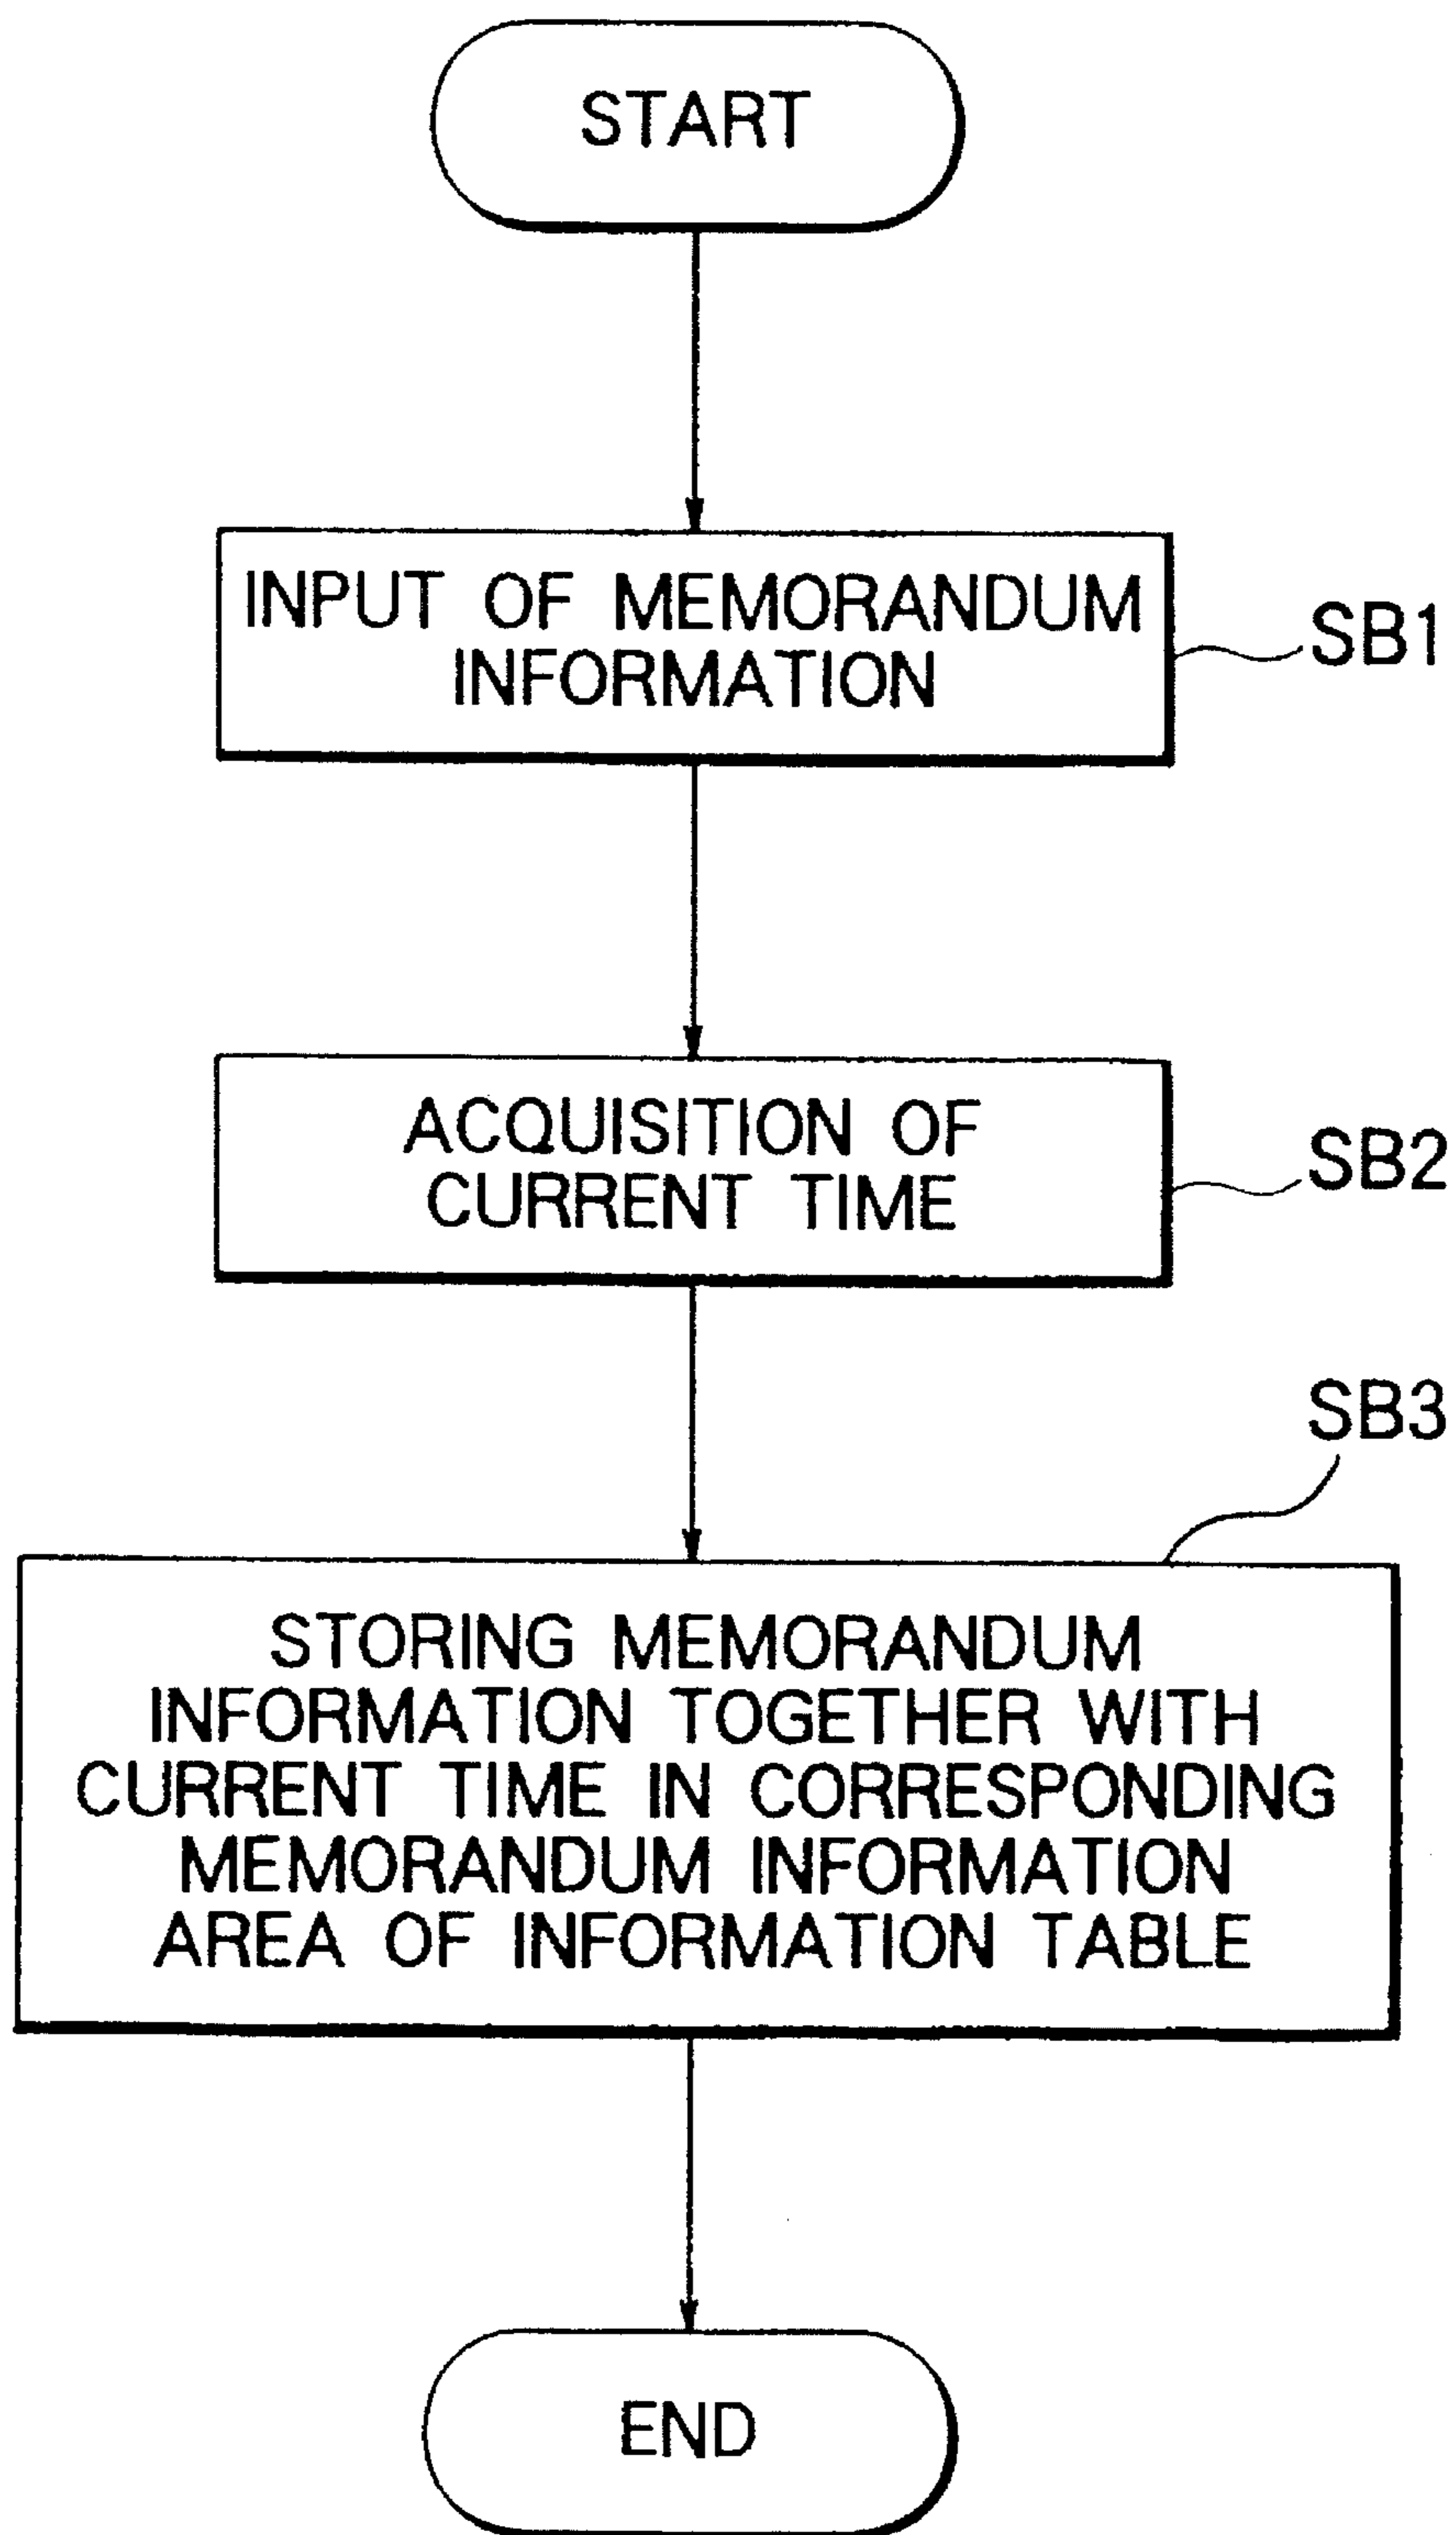 START
INPUT OF MEMORANDUM
INFORMATION
SB1
ACQUISITION OF
CURRENT TIME
SB2
SB3
STORING MEMORANDUM
INFORMATION TOGETHER WITH
CURRENT TIME IN CORRESPONDING
MEMORANDUM INFORMATION
AREA OF INFORMATION TABLE
END